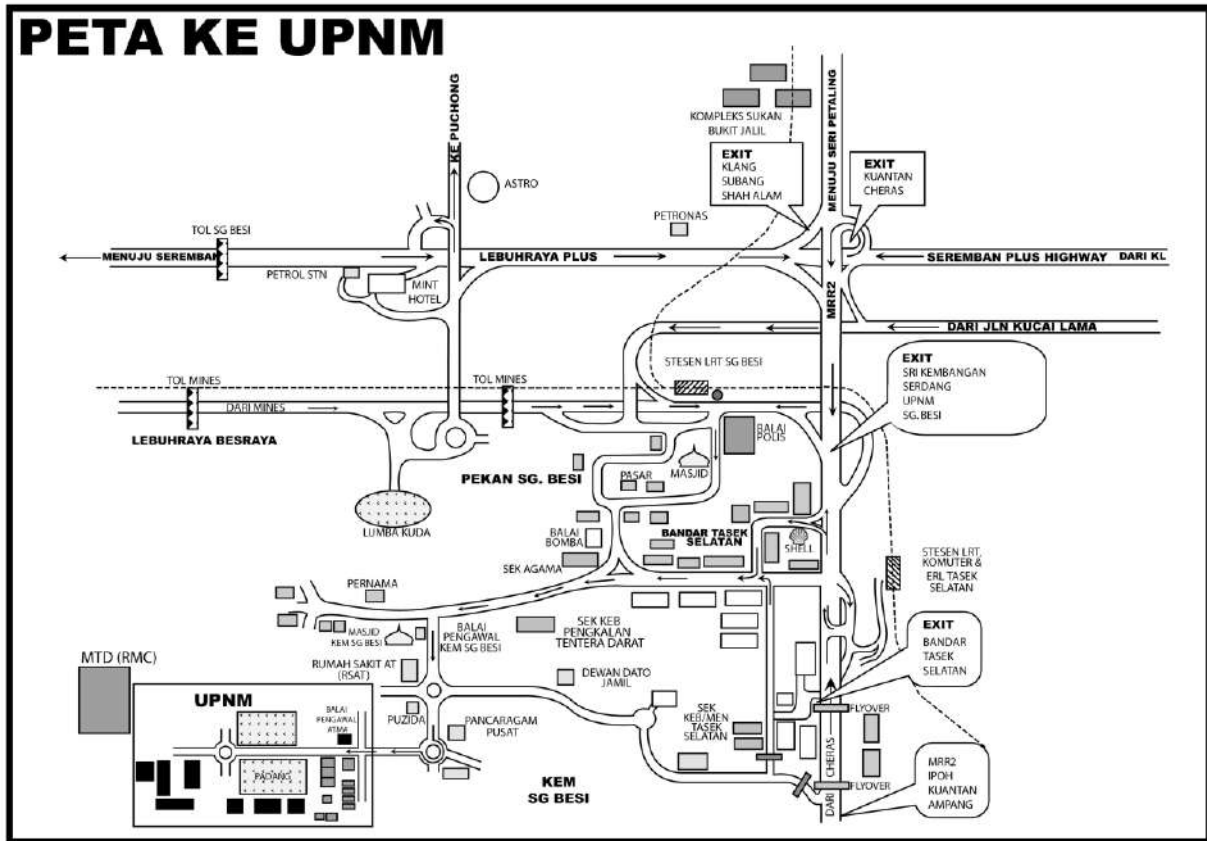 PETA KE UPNM
KE PUCHONG
ASTRO
KOMPLEKS SUKAN
BUKIT JALIL
MENUJU SERI PETALING
EXIT
KLANG
SUBANG
SHAH ALAM
EXIT
KUANTAN
CHERAS
PETRONAS
TOL SG BESI
MENUJU SEREMBAN
LEBUHRAYA PLUS
SEREMBAN PLUS HIGHWAY
DARI KL
PETROL STN
MINT
HOTEL
MRR2
DARI JLN KUCAI LAMA
STESEN LRT SG BESI
EXIT
SRI KEMBANGAN
SERDANG
UPNM
SG. BESI
TOL MINES
TOL MINES
DARI MINES
LEBUHRAYA BESRAYA
BALAI
POLIS
PEKAN SG. BESI
PASAR
MASJID
LUMBA KUDA
BALAI
BOMBA
BANDAR TASEK
SELATAN
SHELL
SEK AGAMA
STESEN LRT,
KOMUTER &
ERL TASEK
SELATAN
PERNAMA
MASJID
KEM SG BESI
BALAI
PENGAWAL
KEM SG BESI
SEK KEB
PENGKALAN
TENTERA DARAT
EXIT
BANDAR
TASEK
SELATAN
MTD (RMC)
RUMAH SAKIT AT
(RSAT)
DEWAN DATO
JAMIL
UPNM
BALAI
PENGAWAL
ATMA
PUZIDA
PANCARAGAM
PUSAT
SEK
KEB/MEN
TASEK
SELATAN
FLYOVER
PADANG
KEM
SG BESI
DARI CHERAS
FLYOVER
MRR2
IPOH
KUANTAN
AMPANG